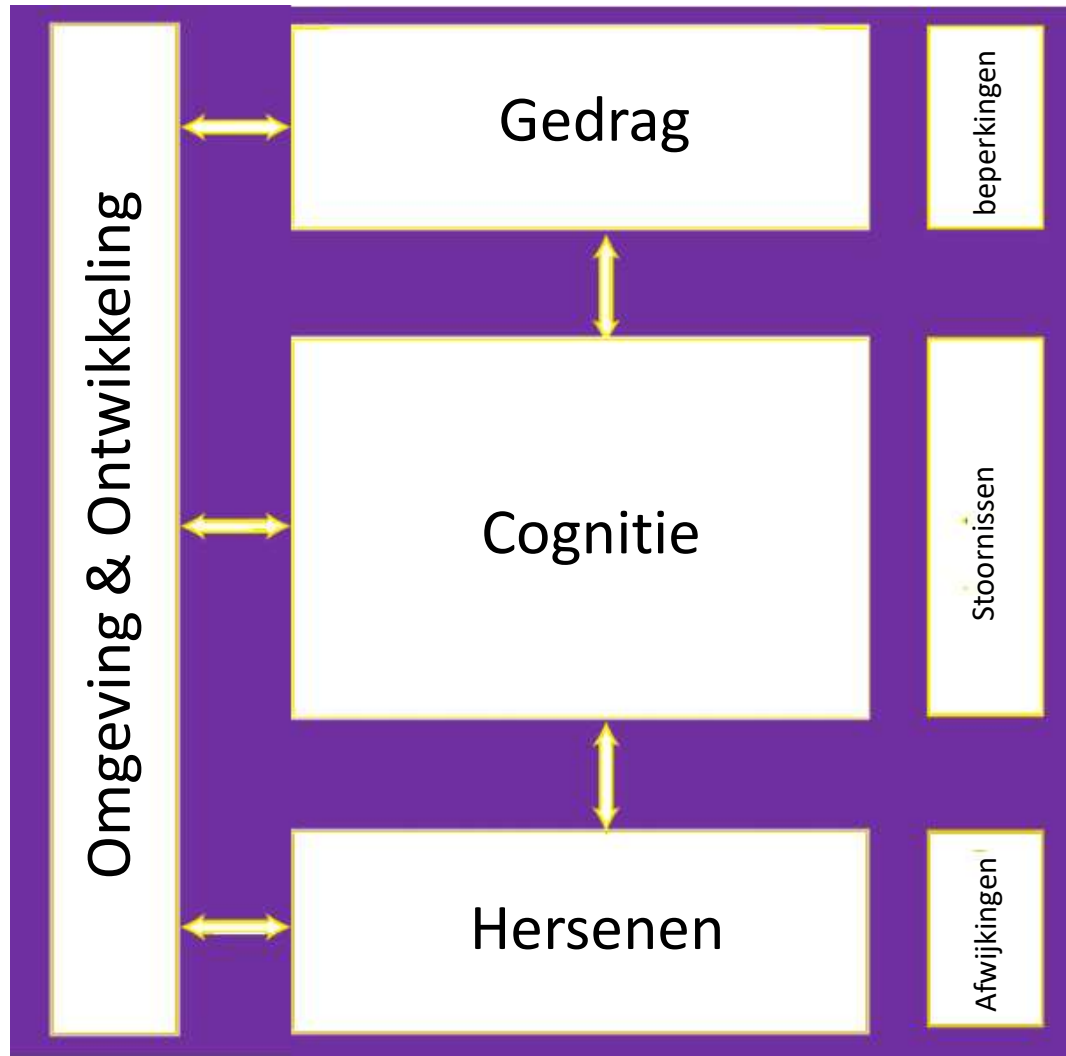 Omgeving & Ontwikkeling
Gedrag
beperkingen
Cognitie
Stoornissen
Hersenen
Afwijkingen